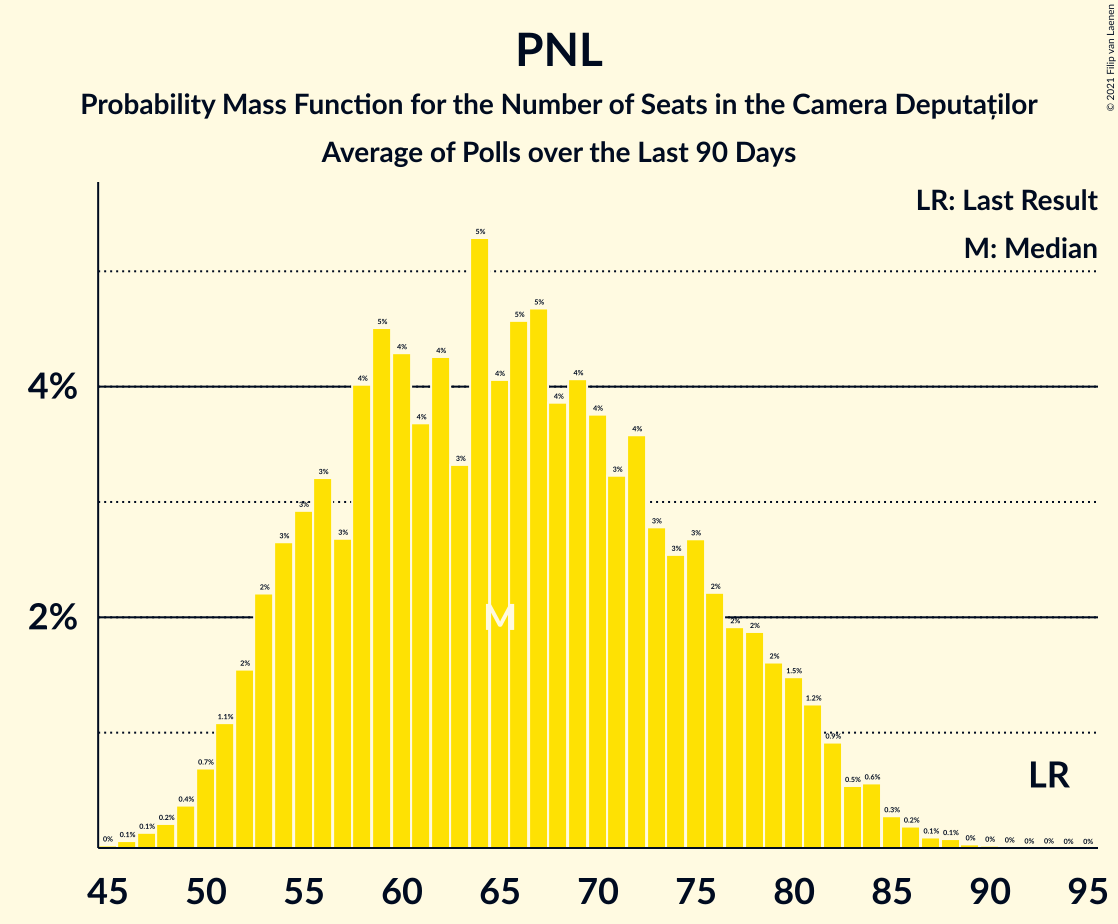 PNL
Probability Mass Function for the Number of Seats in the Camera Deputaților
Average of Polls over the Last 90 Days
© 2021 Filip van Laenen
LR: Last Result
M: Median
4%
2%
0% 0.1% 0.1% 0.2% 0.4% 0.7% 1.1% 2% 2% 3% 3% 3% 3% 4% 5% 4% 4% 4% 3% 5% 4% 5% 5% 4% 4% 4% 3% 4% 3% 3% 3% 2% 2% 2% 2% 1.5% 1.2% 0.9% 0.5% 0.6% 0.3% 0.2% 0.1% 0.1% 0% 0% 0% 0% 0% 0% 0%
M
LR
45 50 55 60 65 70 75 80 85 90 95